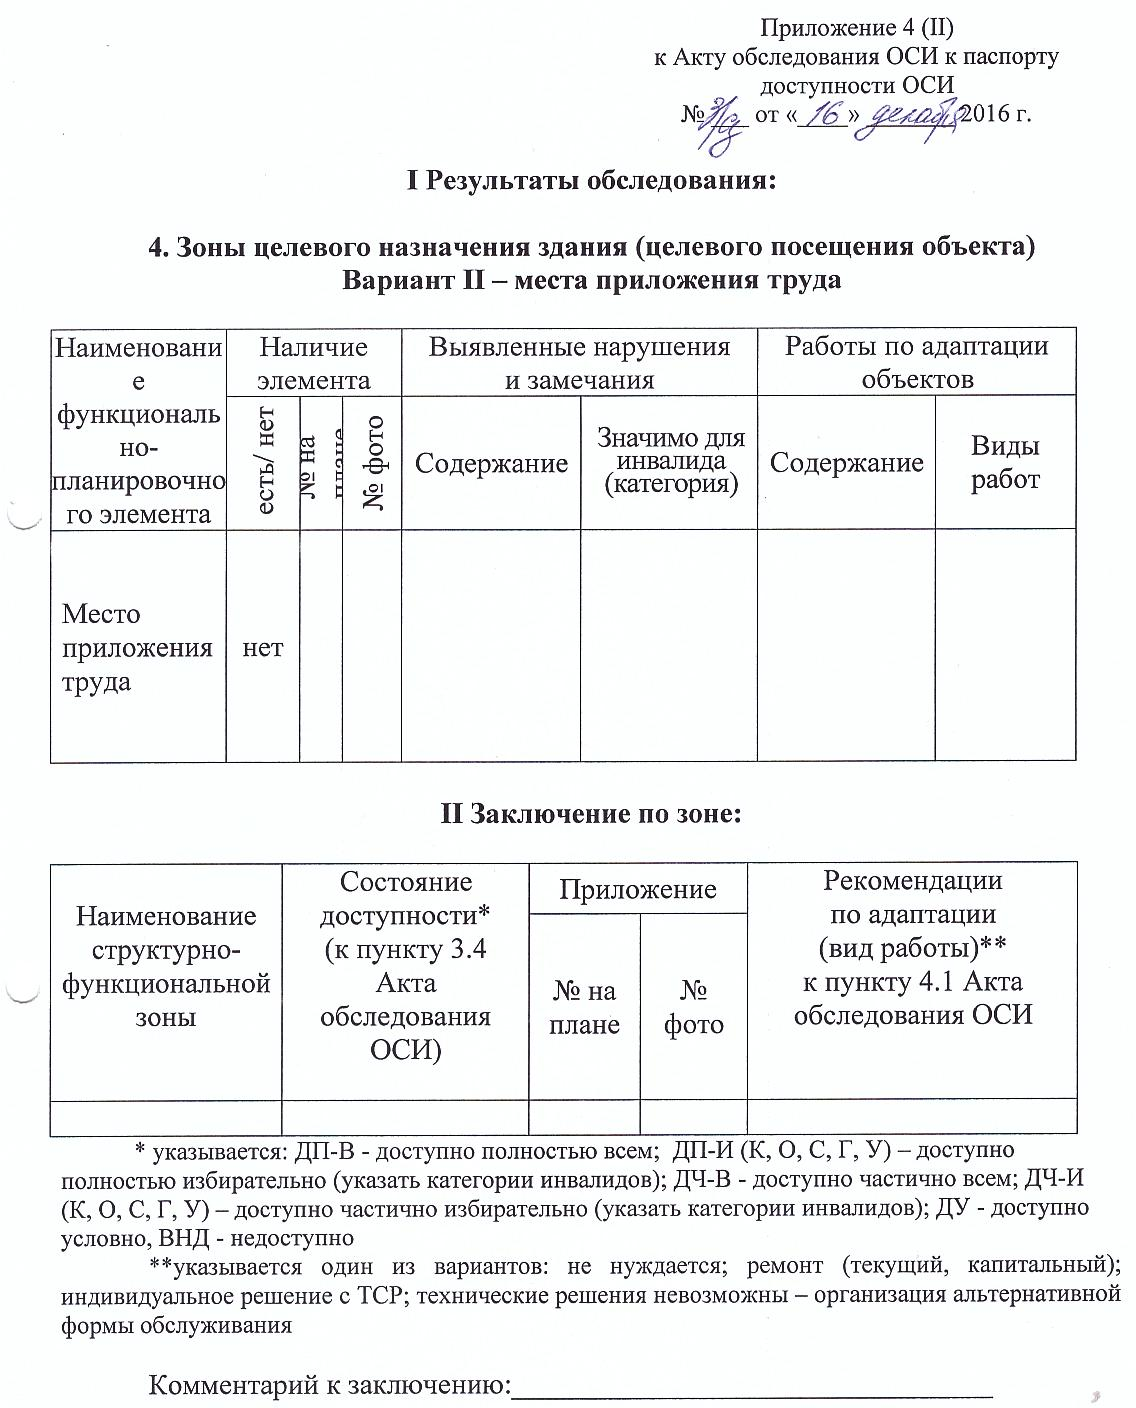 Приложение 4 (II)
к Акту обследования ОСИ к паспорту
доступности ОСИ
№ от «16» декабря 2016 г.
I Результаты обследования:
4. Зоны целевого назначения здания (целевого посещения объекта)
Вариант II – места приложения труда
Наименовани
е
функциональ
но-
планировочно
го элемента
Наличие
элемента
есть/ нет
№ на
плане
№ фото
Выявленные нарушения
и замечания
Содержание
Значимо для
инвалида
(категория)
Работы по адаптации
объектов
Содержание
Виды
работ
Место
приложения
труда
нет
II Заключение по зоне:
Наименование
структурно-
функциональной
зоны
Состояние
доступности*
(к пункту 3.4
Акта
обследования
ОСИ)
Приложение
№ на
плане
№
фото
Рекомендации
по адаптации
(вид работы)**
к пункту 4.1 Акта
обследования ОСИ
* указывается: ДП-В - доступно полностью всем; ДП-И (К, О, С, Г, У) – доступно
полностью избирательно (указать категории инвалидов); ДЧ-В - доступно частично всем; ДЧ-И
(К, О, С, Г, У) – доступно частично избирательно (указать категории инвалидов); ДУ - доступно
условно, ВНД - недоступно
**указывается один из вариантов: не нуждается; ремонт (текущий, капитальный);
индивидуальное решение с ТСР; технические решения невозможны – организация альтернативной
формы обслуживания
Комментарий к заключению: